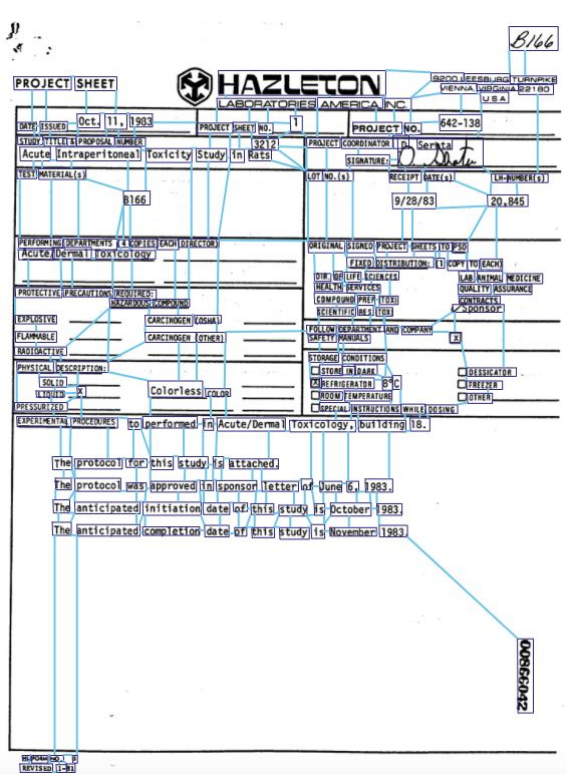 B166
PROJECT SHEET
HAZLETON
LABORATORIES AMERICA, INC.
9200 LEESBURG TURNPIKE
VIENNA, VIRGINIA 22180
U.S.A.
DATE ISSUED Oct. 11, 1983
PROJECT SHEET NO. 1
PROJECT NO. 642-138
STUDY TITLE & PROPOSAL NUMBER 3212
Acute Intraperitoneal Toxicity Study in Rats
PROJECT COORDINATOR D. Serota
SIGNATURE:
TEST MATERIAL(s)
B166
LOT NO.(s) RECEIPT DATE(s) LH-NUMBER(s)
9/28/83 20,845
PERFORMING DEPARTMENTS (4 COPIES EACH DIRECTOR)
Acute/Dermal Toxicology
ORIGINAL SIGNED PROJECT SHEETS TO PSO
FIXED DISTRIBUTION: (1 COPY TO EACH)
DIR. OF LIFE SCIENCES LAB ANIMAL MEDICINE
HEALTH SERVICES QUALITY ASSURANCE
COMPOUND PREP (TOX) CONTRACTS
SCIENTIFIC RES. TOX Sponsor
PROTECTIVE PRECAUTIONS REQUIRED:
HAZARDOUS COMPOUND
EXPLOSIVE CARCINOGEN (OSHA)
FLAMMABLE CARCINOGEN (OTHER)
RADIOACTIVE
FOLLOW DEPARTMENT AND COMPANY
SAFETY MANUALS X
PHYSICAL DESCRIPTION:
SOLID
LIQUID X Colorless COLOR
PRESSURIZED
STORAGE CONDITIONS
STORE IN DARK DESSICATOR
X REFRIGERATOR 8°C FREEZER
ROOM TEMPERATURE OTHER
SPECIAL INSTRUCTIONS WHILE DOSING
EXPERIMENTAL PROCEDURES to performed in Acute/Dermal Toxicology, building 18.
The protocol for this study is attached.
The protocol was approved in sponsor letter of June 6, 1983.
The anticipated initiation date of this study is October 1983.
The anticipated completion date of this study is November 1983.
00866042
REVISED 1-81